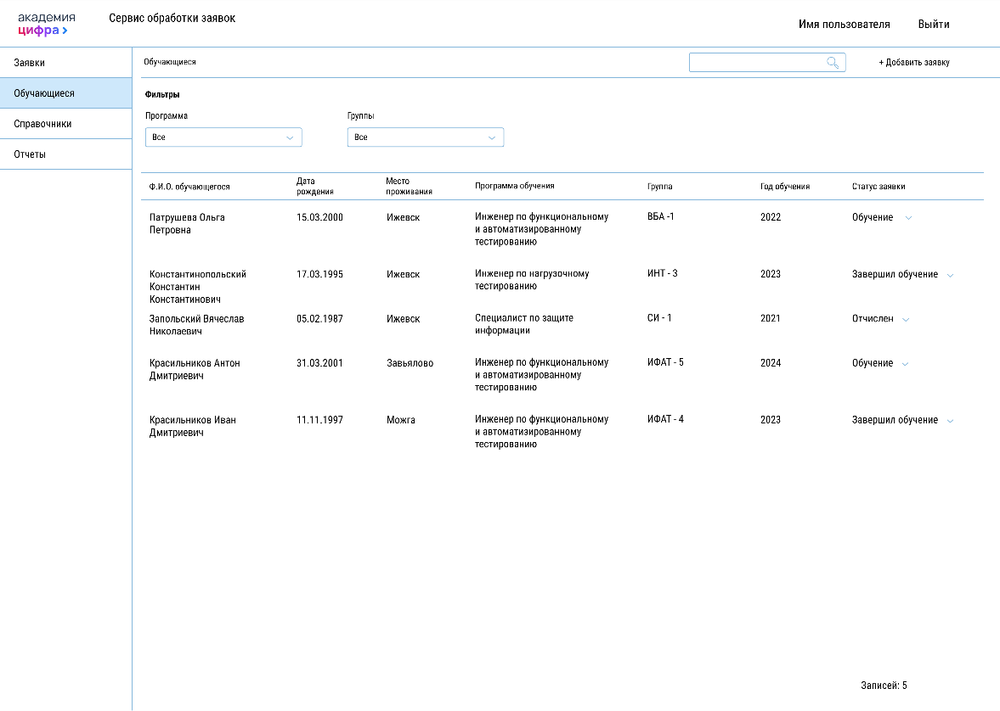 академия
цифра
Сервис обработки заявок
Имя пользователя
Выйти
Заявки
Обучающиеся
Справочники
Отчеты
Обучающиеся
+ Добавить заявку
Фильтры
Программа
Группы
Все
Все
Ф.И.О. обучающегося
Дата
рождения
Место
проживания
Программа обучения
Группа
Год обучения
Статус заявки
Патрушева Ольга
Петровна
15.03.2000
Ижевск
Инженер по функциональному
и автоматизированному
тестированию
ВБА -1
2022
Обучение
Константинопольский
Константин
Константинович
17.03.1995
Ижевск
Инженер по нагрузочному
тестированию
ИНТ - 3
2023
Завершил обучение
Запольский Вячеслав
Николаевич
05.02.1987
Ижевск
Специалист по защите
информации
СИ - 1
2021
Отчислен
Красильников Антон
Дмитриевич
31.03.2001
Завьялово
Инженер по функциональному
и автоматизированному
тестированию
ИФАТ - 5
2024
Обучение
Красильников Иван
Дмитриевич
11.11.1997
Можга
Инженер по функциональному
и автоматизированному
тестированию
ИФАТ - 4
2023
Завершил обучение
Записей: 5